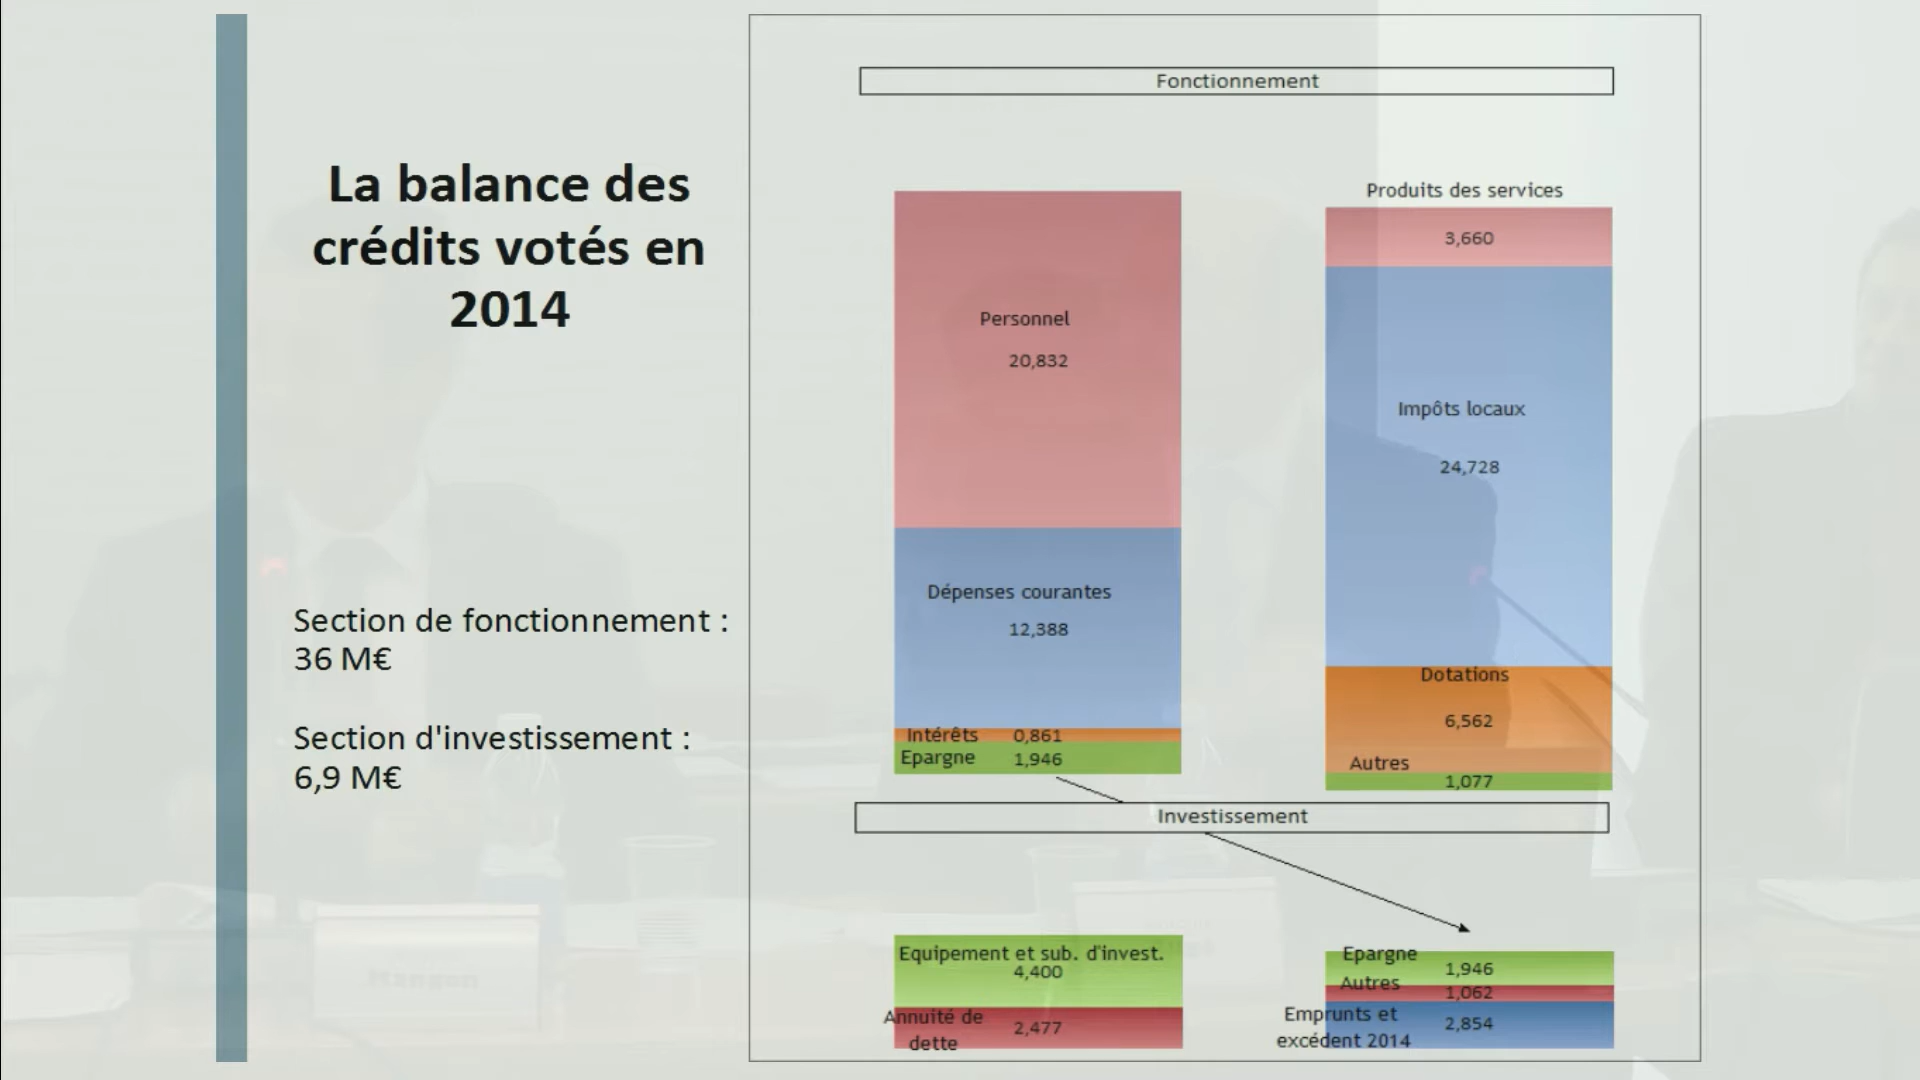 La balance des
crédits votés en
2014
Section de fonctionnement :
36 M€
Section d'investissement :
6,9 M€
Fonctionnement
Personnel
20,832
Dépenses courantes
12,388
Intérêts 0,861
Epargne 1,946
Produits des services
3,660
Impôts locaux
24,728
Dotations
6,562
Autres
1,077
Investissement
Equipement et sub. d'invest.
4,400
Annuité de
dette
2,477
Epargne
1,946
Autres
1,062
Emprunts et
excédent 2014
2,854